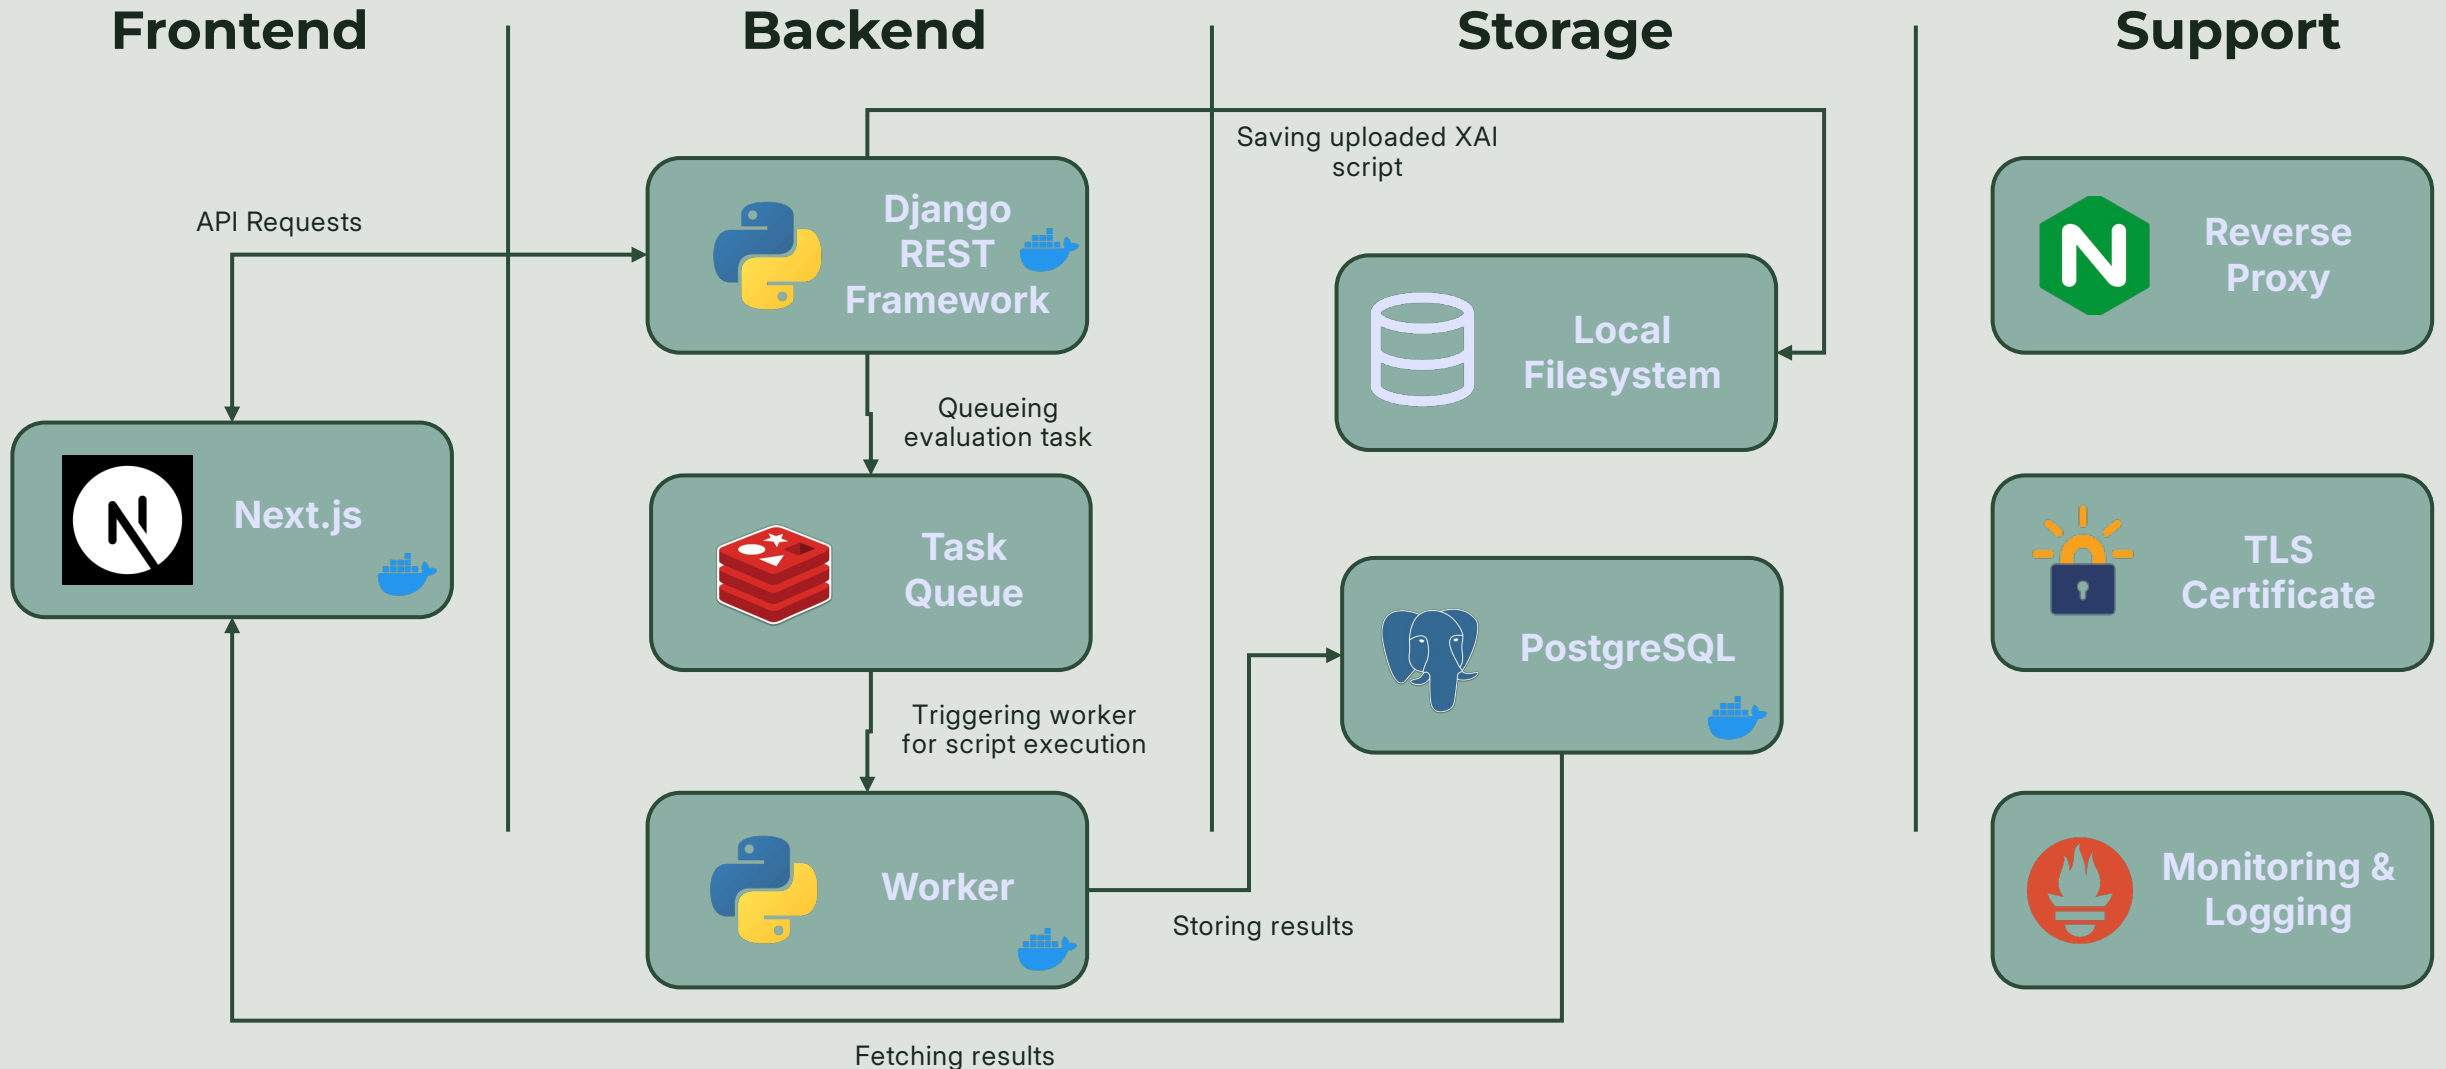 Frontend
Backend
Storage
Support
Saving uploaded XAI
script
API Requests
Django
REST
Framework
Reverse
Proxy
Local
Filesystem
Queueing
evaluation task
Next.js
Task
Queue
TLS
Certificate
PostgreSQL
Triggering worker
for script execution
Worker
Storing results
Monitoring &
Logging
Fetching results